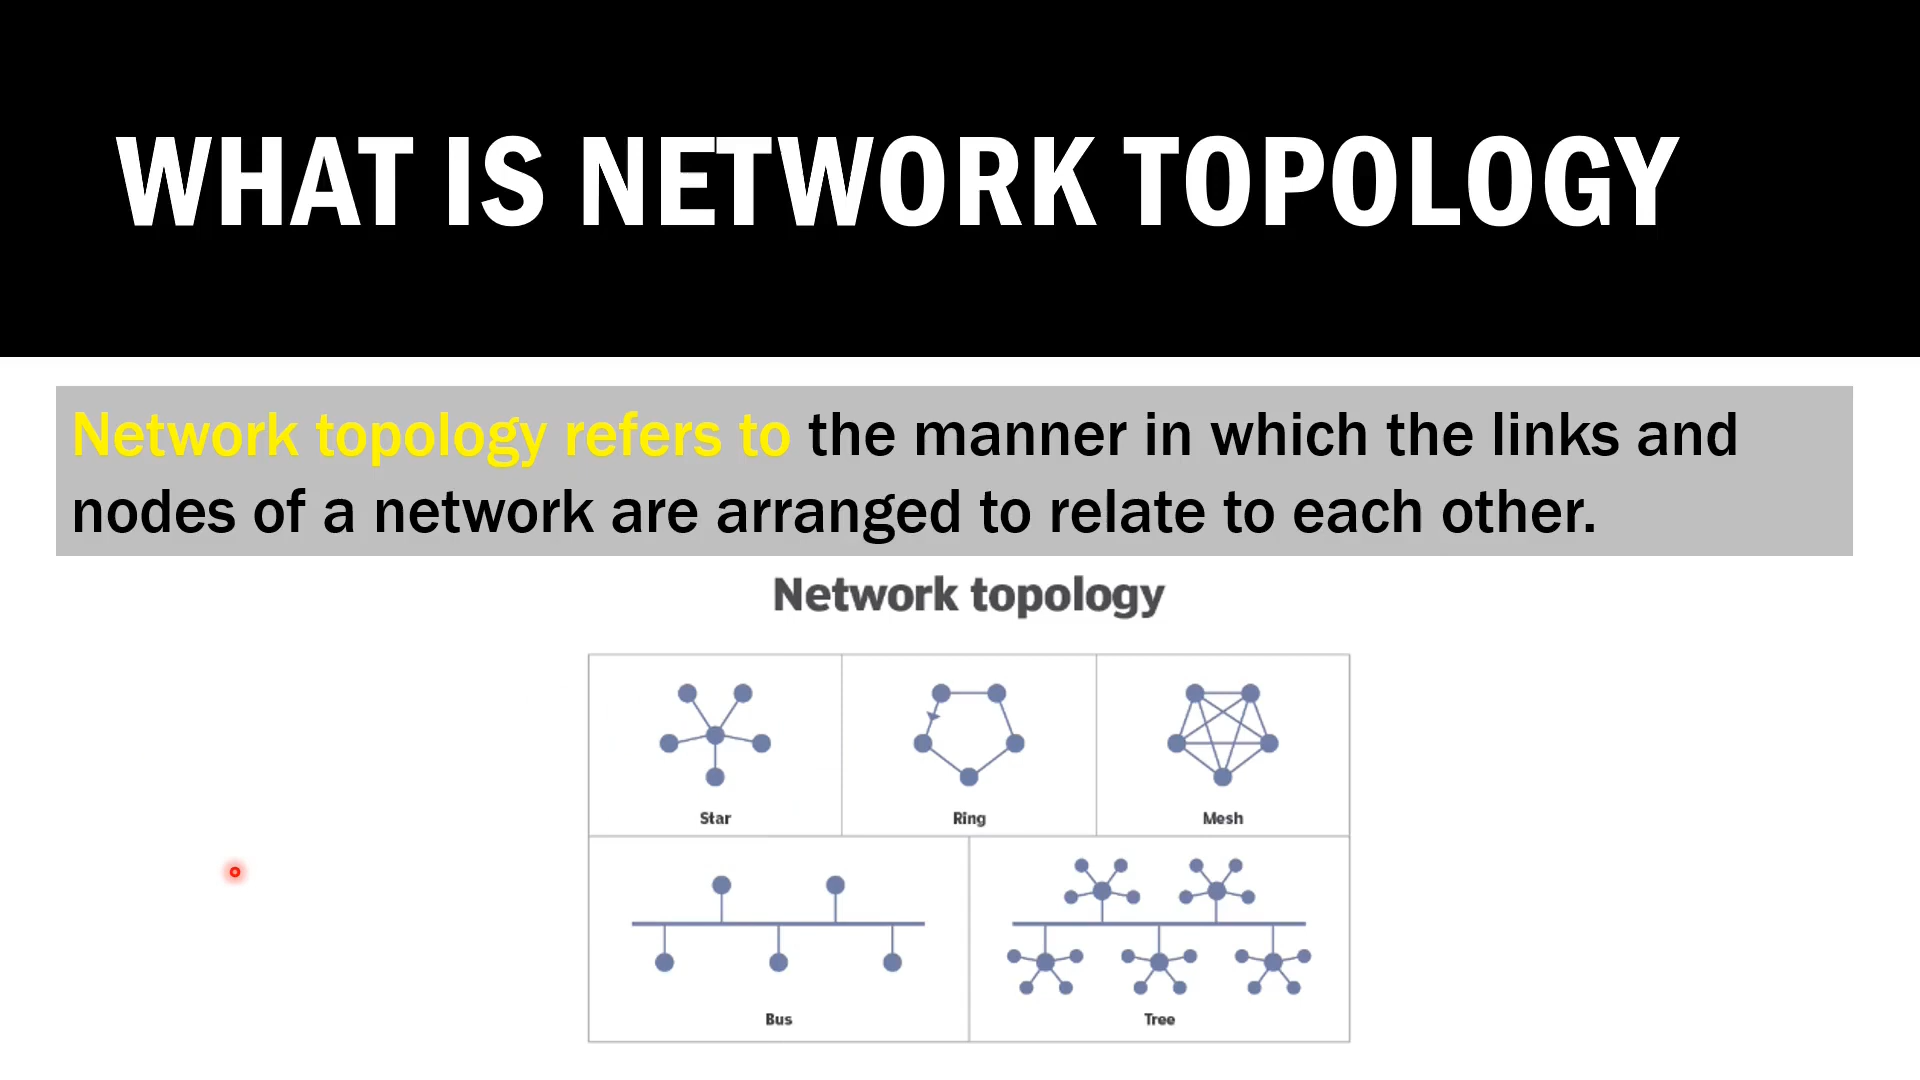 WHAT IS NETWORK TOPOLOGY
Network topology refers to the manner in which the links and
nodes of a network are arranged to relate to each other.
Network topology
Star
Ring
Mesh
Bus
Tree